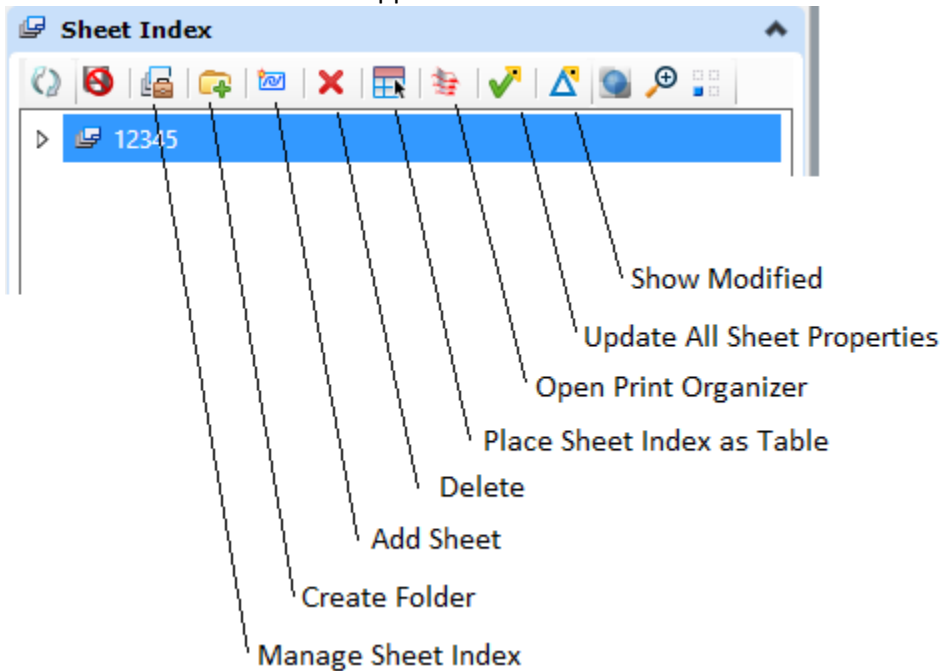 Sheet Index
12345
Show Modified
Update All Sheet Properties
Open Print Organizer
Place Sheet Index as Table
Delete
Add Sheet
Create Folder
Manage Sheet Index